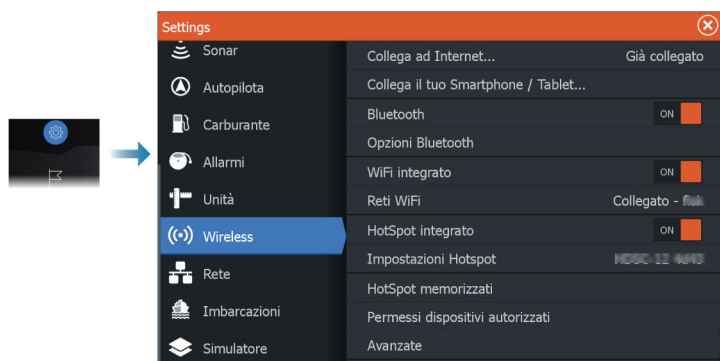 Settings
Sonar
Autopilota
Carburante
Allarmi
Unità
Wireless
Rete
Imbarcazioni
Simulatore
Collega ad Internet... Già collegato
Collega il tuo Smartphone / Tablet...
Bluetooth ON
Opzioni Bluetooth
WiFi integrato ON
Reti WiFi Collegato -
HotSpot integrato ON
Impostazioni Hotspot
HotSpot memorizzati
Permessi dispositivi autorizzati
Avanzate